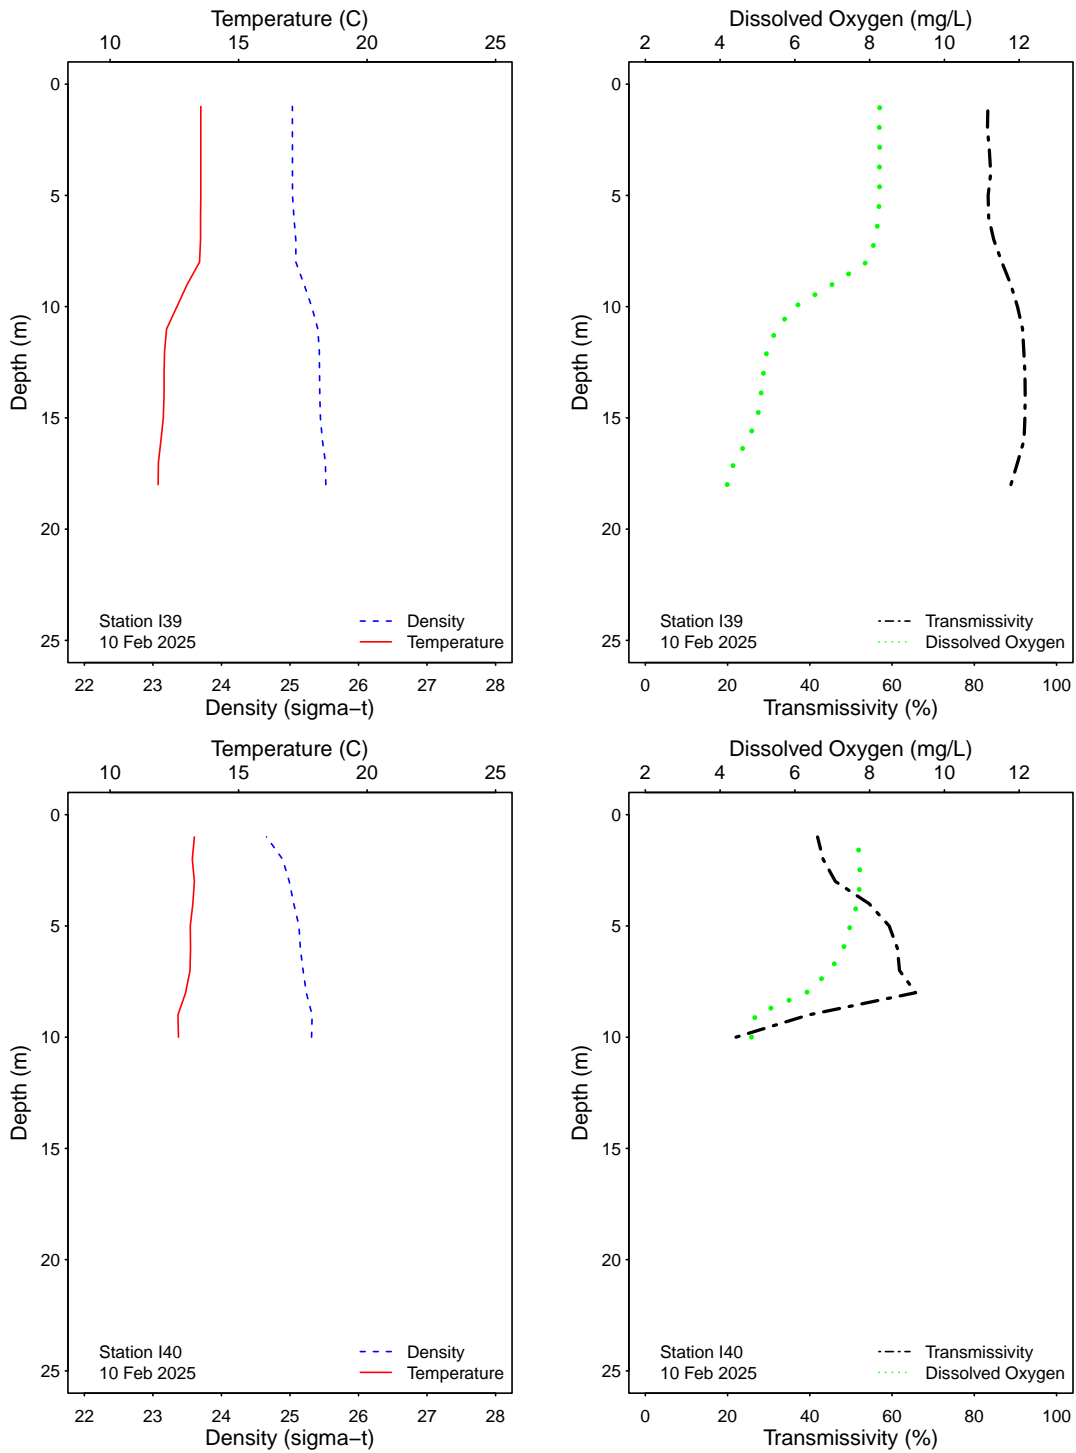 Temperature (C)
10 15 20 25
0
5
10
15
20
25
Depth (m)
Station I39
10 Feb 2025
Density
Temperature
22 23 24 25 26 27 28
Density (sigma−t)
Dissolved Oxygen (mg/L)
2 4 6 8 10 12
0
5
10
15
20
25
Depth (m)
Station I39
10 Feb 2025
Transmissivity
Dissolved Oxygen
0 20 40 60 80 100
Transmissivity (%)
Temperature (C)
10 15 20 25
0
5
10
15
20
25
Depth (m)
Station I40
10 Feb 2025
Density
Temperature
22 23 24 25 26 27 28
Density (sigma−t)
Dissolved Oxygen (mg/L)
2 4 6 8 10 12
0
5
10
15
20
25
Depth (m)
Station I40
10 Feb 2025
Transmissivity
Dissolved Oxygen
0 20 40 60 80 100
Transmissivity (%)